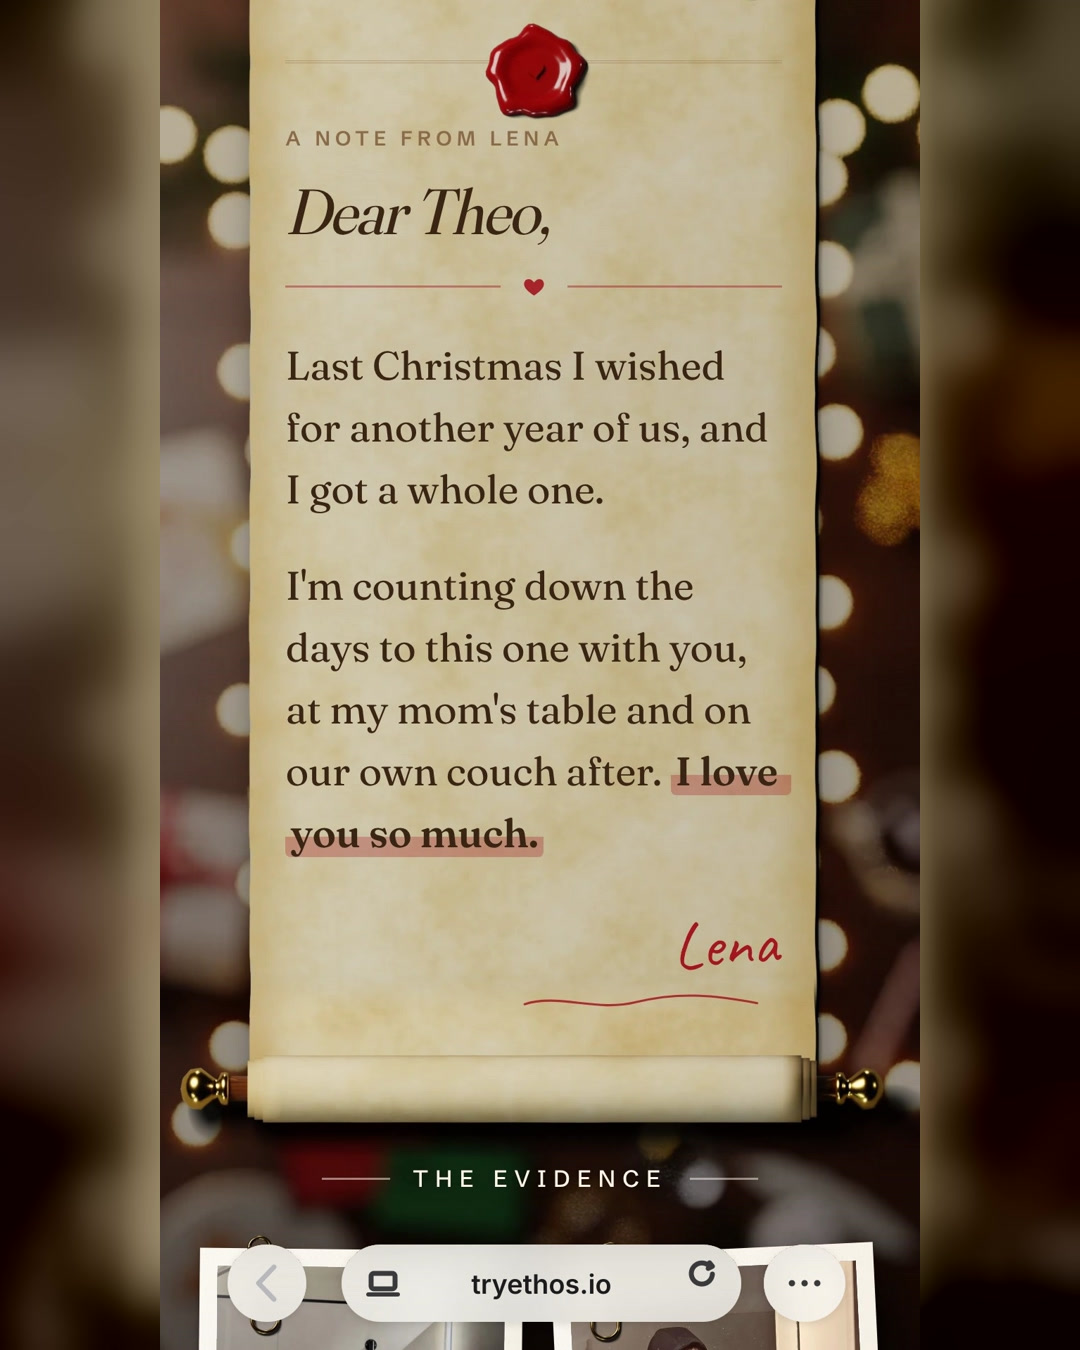 A NOTE FROM LENA
Dear Theo,
Last Christmas I wished
for another year of us, and
I got a whole one.
I'm counting down the
days to this one with you,
at my mom's table and on
our own couch after. I love
you so much.
Lena
THE EVIDENCE
tryethos.io